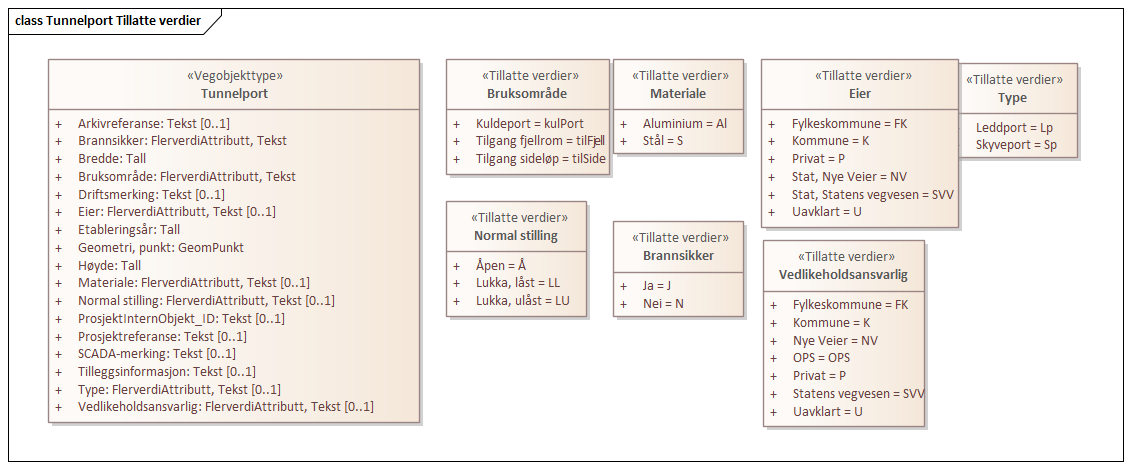 class Tunnelport Tillatte verdier
«Vegobjekttype»
Tunnelport
+ Arkivreferanse: Tekst [0..1]
+ Brannsikker: FlerverdiAttributt, Tekst
+ Bredde: Tall
+ Bruksområde: FlerverdiAttributt, Tekst
+ Driftsmerking: Tekst [0..1]
+ Eier: FlerverdiAttributt, Tekst [0..1]
+ Etableringsår: Tall
+ Geometri, punkt: GeomPunkt
+ Høyde: Tall
+ Materiale: FlerverdiAttributt, Tekst [0..1]
+ Normal stilling: FlerverdiAttributt, Tekst [0..1]
+ ProsjektInternObjekt_ID: Tekst [0..1]
+ Prosjektreferanse: Tekst [0..1]
+ SCADA-merking: Tekst [0..1]
+ Tilleggsinformasjon: Tekst [0..1]
+ Type: FlerverdiAttributt, Tekst [0..1]
+ Vedlikeholdsansvarlig: FlerverdiAttributt, Tekst [0..1]
«Tillatte verdier»
Bruksområde
+ Kuldeport = kulPort
+ Tilgang fjellrom = tilFjell
+ Tilgang sideløp = tilSide
«Tillatte verdier»
Materiale
+ Aluminium = Al
+ Stål = S
«Tillatte verdier»
Eier
+ Fylkeskommune = FK
+ Kommune = K
+ Privat = P
+ Stat, Nye Veier = NV
+ Stat, Statens vegvesen = SVV
+ Uavklart = U
«Tillatte verdier»
Type
Leddport = Lp
Skyveport = Sp
«Tillatte verdier»
Normal stilling
+ Åpen = Å
+ Lukka, låst = LL
+ Lukka, ulåst = LU
«Tillatte verdier»
Brannsikker
+ Ja = J
+ Nei = N
«Tillatte verdier»
Vedlikeholdsansvarlig
+ Fylkeskommune = FK
+ Kommune = K
+ Nye Veier = NV
+ OPS = OPS
+ Privat = P
+ Statens vegvesen = SVV
+ Uavklart = U